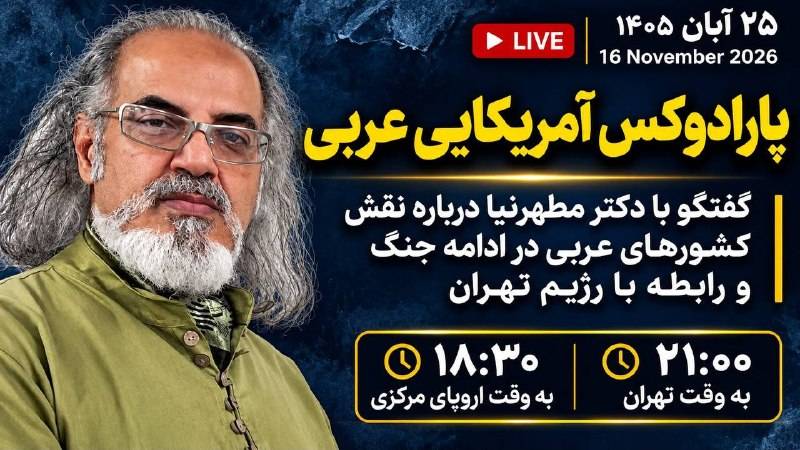 ۲۵ آبان ۱۴۰۵
LIVE
16 November 2026
پارادوکس آمریکایی عربی
گفتگو با دکتر مطهرنیا درباره نقش
کشورهای عربی در ادامه جنگ
و رابطه با رژیم تهران
۲۱:۰۰
به وقت تهران
۱۸:۳۰
به وقت اروپای مرکزی